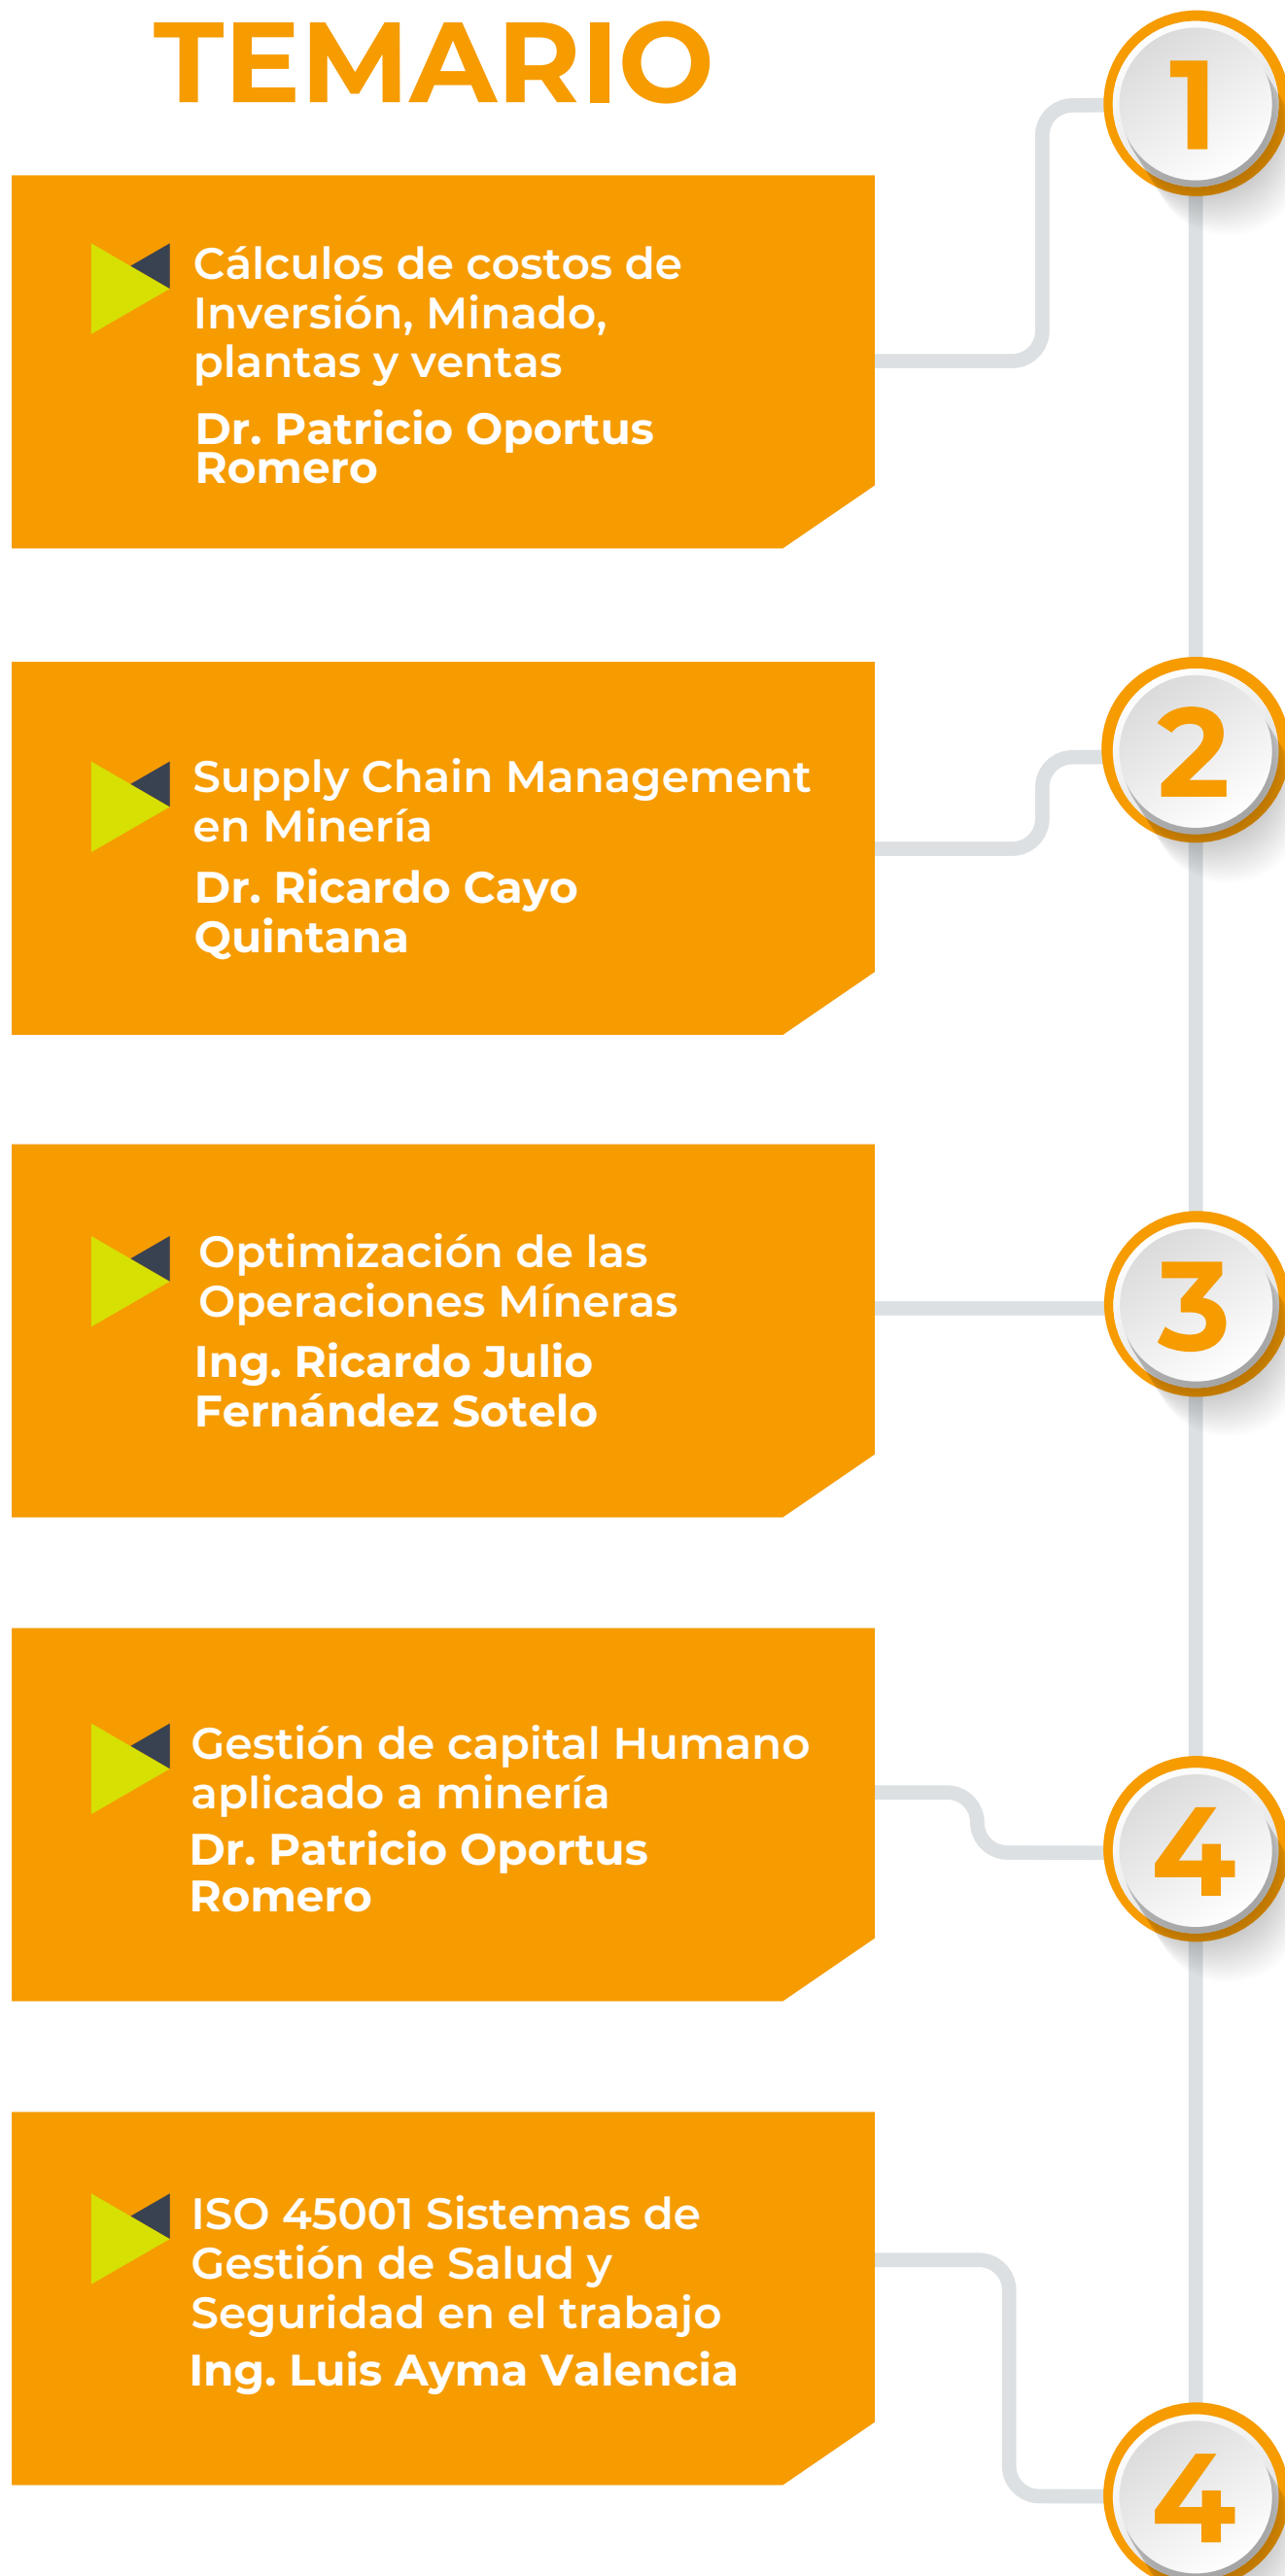 TEMARIO
1
Cálculos de costos de
Inversión, Minado,
plantas y ventas
Dr. Patricio Oportus
Romero
2
Supply Chain Management
en Minería
Dr. Ricardo Cayo
Quintana
3
Optimización de las
Operaciones Míneras
Ing. Ricardo Julio
Fernández Sotelo
4
Gestión de capital Humano
aplicado a minería
Dr. Patricio Oportus
Romero
ISO 45001 Sistemas de
Gestión de Salud y
Seguridad en el trabajo
Ing. Luis Ayma Valencia
4